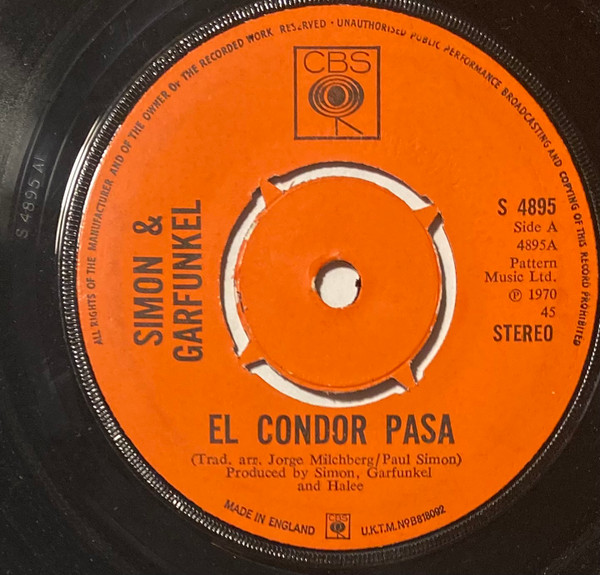 ALL RIGHTS OF THE MANUFACTURER AND OF THE OWNER OF THE RECORDED WORK RESERVED · UNAUTHORISED PUBLIC PERFORMANCE BROADCASTING AND COPYING OF THIS RECORD PROHIBITED
CBS
S 4895 A1
SIMON &
GARFUNKEL
S 4895
Side A
4895A
Pattern
Music Ltd.
℗ 1970
45
STEREO
EL CONDOR PASA
(Trad. arr. Jorge Milchberg/Paul Simon)
Produced by Simon, Garfunkel
and Halee
MADE IN ENGLAND
CBS
U.K.T.M. Nº B818092